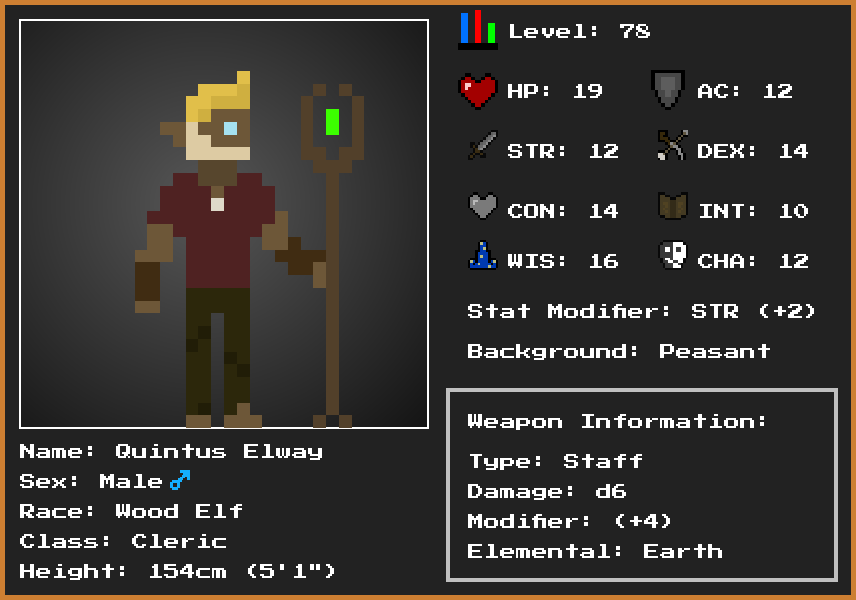 Level: 78
HP: 19 AC: 12
STR: 12 DEX: 14
CON: 14 INT: 10
WIS: 16 CHA: 12
Stat Modifier: STR (+2)
Background: Peasant
Weapon Information:
Type: Staff
Damage: d6
Modifier: (+4)
Elemental: Earth
Name: Quintus Elway
Sex: Male ♂
Race: Wood Elf
Class: Cleric
Height: 154cm (5'1")